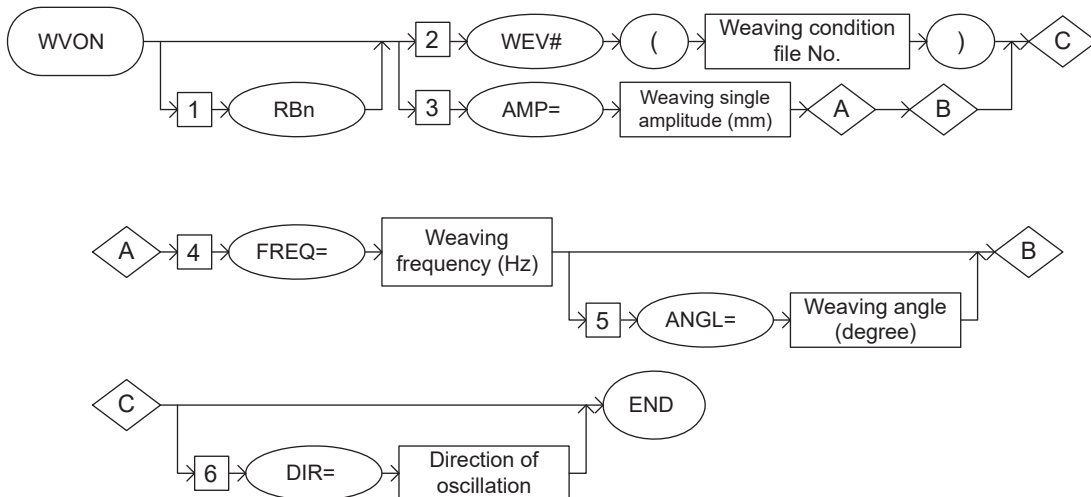 WVON
2
WEV#
(
Weaving condition
file No.
)
C
1
RBn
3
AMP=
Weaving single
amplitude (mm)
A
B
A
4
FREQ=
Weaving
frequency (Hz)
B
5
ANGL=
Weaving angle
(degree)
C
END
6
DIR=
Direction of
oscillation